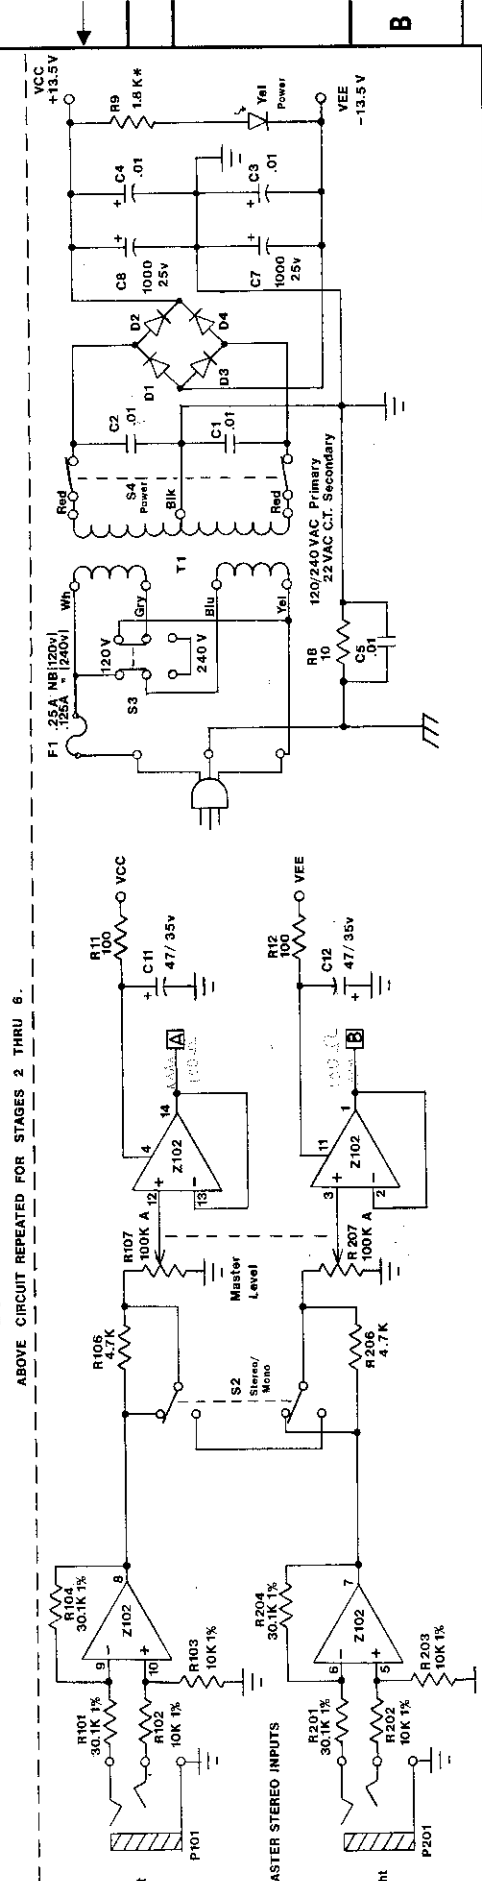 B
ABOVE CIRCUIT REPEATED FOR STAGES 2 THRU 6.
VCC
+13.5V
R9
1.8K*
Yel
Power
VEE
-13.5V
C4
.01
C3
.01
C8
1000
25v
C7
1000
25v
D2
D4
D1
D3
C2
.01
C1
.01
Red
S4
Power
Blk
Red
T1
120/240 VAC Primary
22 VAC C.T. Secondary
Wh
Gry
Blu
Yel
F1 .25A NB(120v)
.125A " (240v)
120V
S3
240V
R8
10
C5
.01
VCC
R11
100
C11
47/35v
VEE
R12
100
C12
47/35v
A
14
4
Z102
12
+
13
-
B
1
11
Z102
3
+
2
-
R107
100K A
Master
Level
R207
100K A
R106
4.7K
S2
Stereo/
Mono
R206
4.7K
R104
30.1K 1%
8
Z102
9
-
10
+
R101
30.1K 1%
R102
10K 1%
R103
10K 1%
P101
ASTER STEREO INPUTS
R204
30.1K 1%
7
Z102
6
-
5
+
R201
30.1K 1%
R202
10K 1%
R203
10K 1%
P201
ht